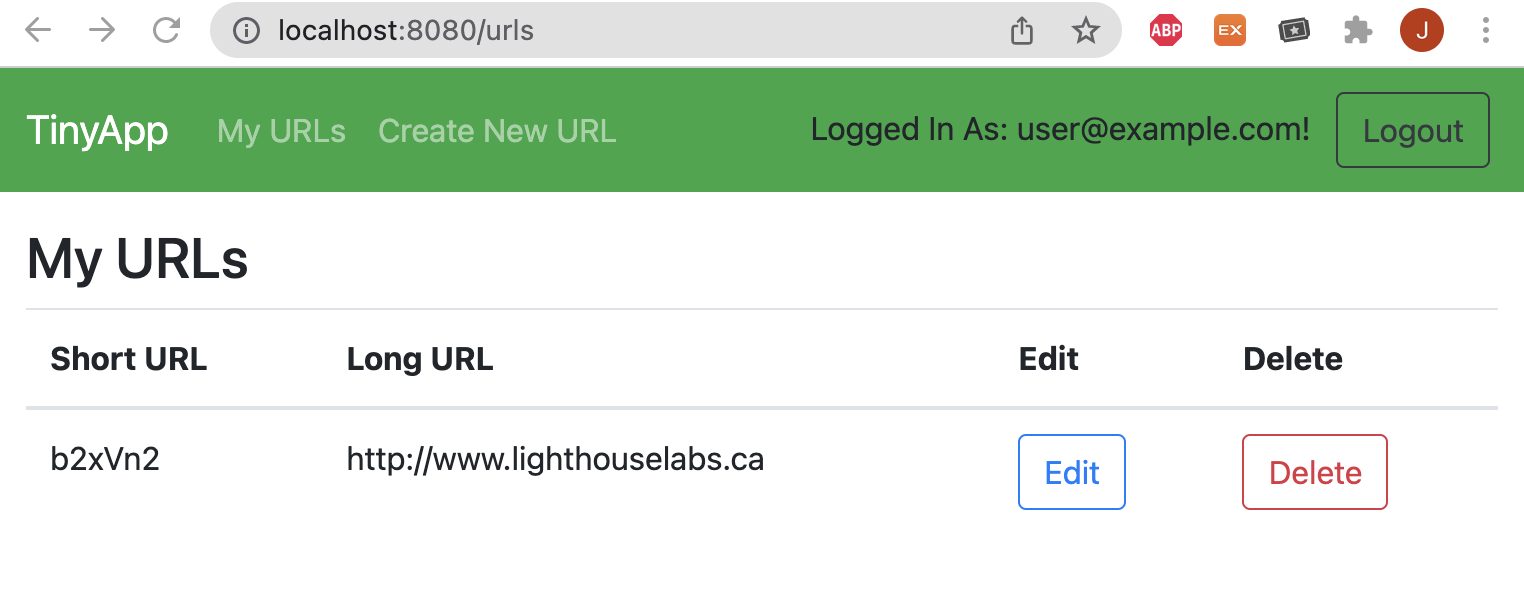 localhost:8080/urls ABP EX J
TinyApp My URLs Create New URL Logged In As: user@example.com! Logout
My URLs
Short URL Long URL Edit Delete
b2xVn2 http://www.lighthouselabs.ca Edit Delete